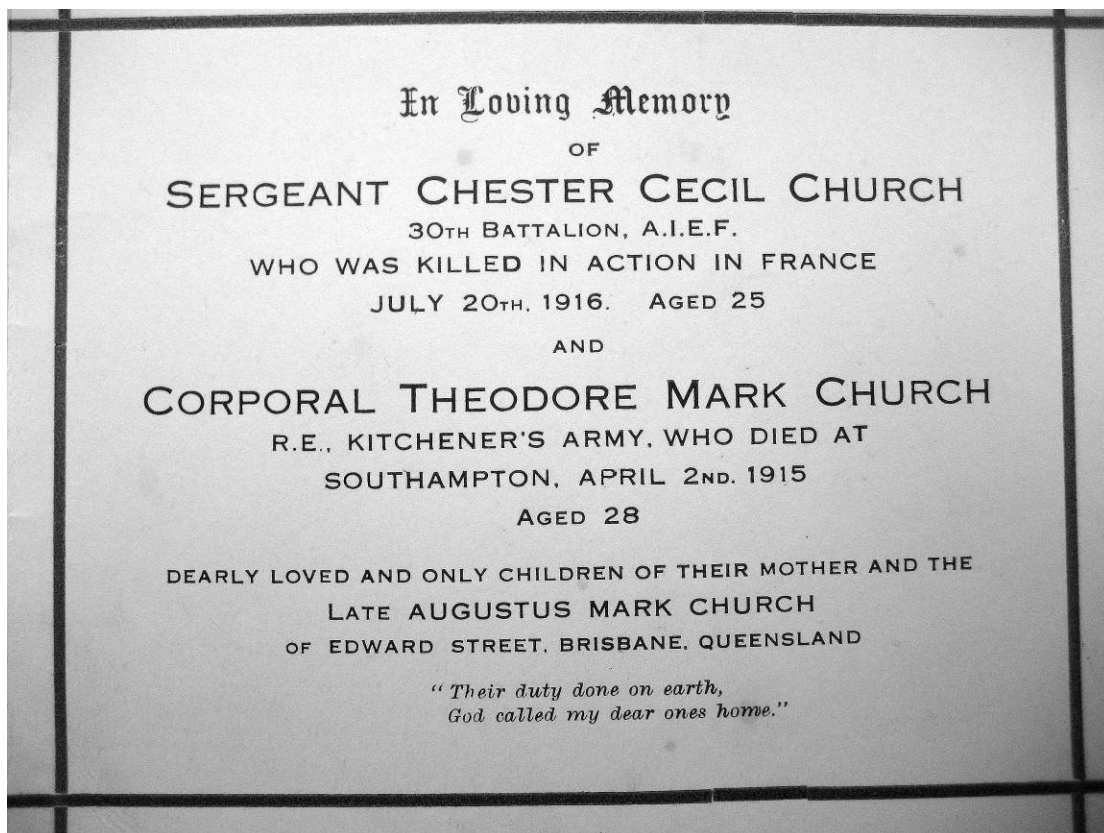 In Loving Memory
OF
SERGEANT CHESTER CECIL CHURCH
30TH BATTALION, A.I.E.F.
WHO WAS KILLED IN ACTION IN FRANCE
JULY 20TH, 1916. AGED 25
AND
CORPORAL THEODORE MARK CHURCH
R.E., KITCHENER'S ARMY, WHO DIED AT
SOUTHAMPTON, APRIL 2ND. 1915
AGED 28
DEARLY LOVED AND ONLY CHILDREN OF THEIR MOTHER AND THE
LATE AUGUSTUS MARK CHURCH
OF EDWARD STREET, BRISBANE, QUEENSLAND
"Their duty done on earth,
God called my dear ones home."